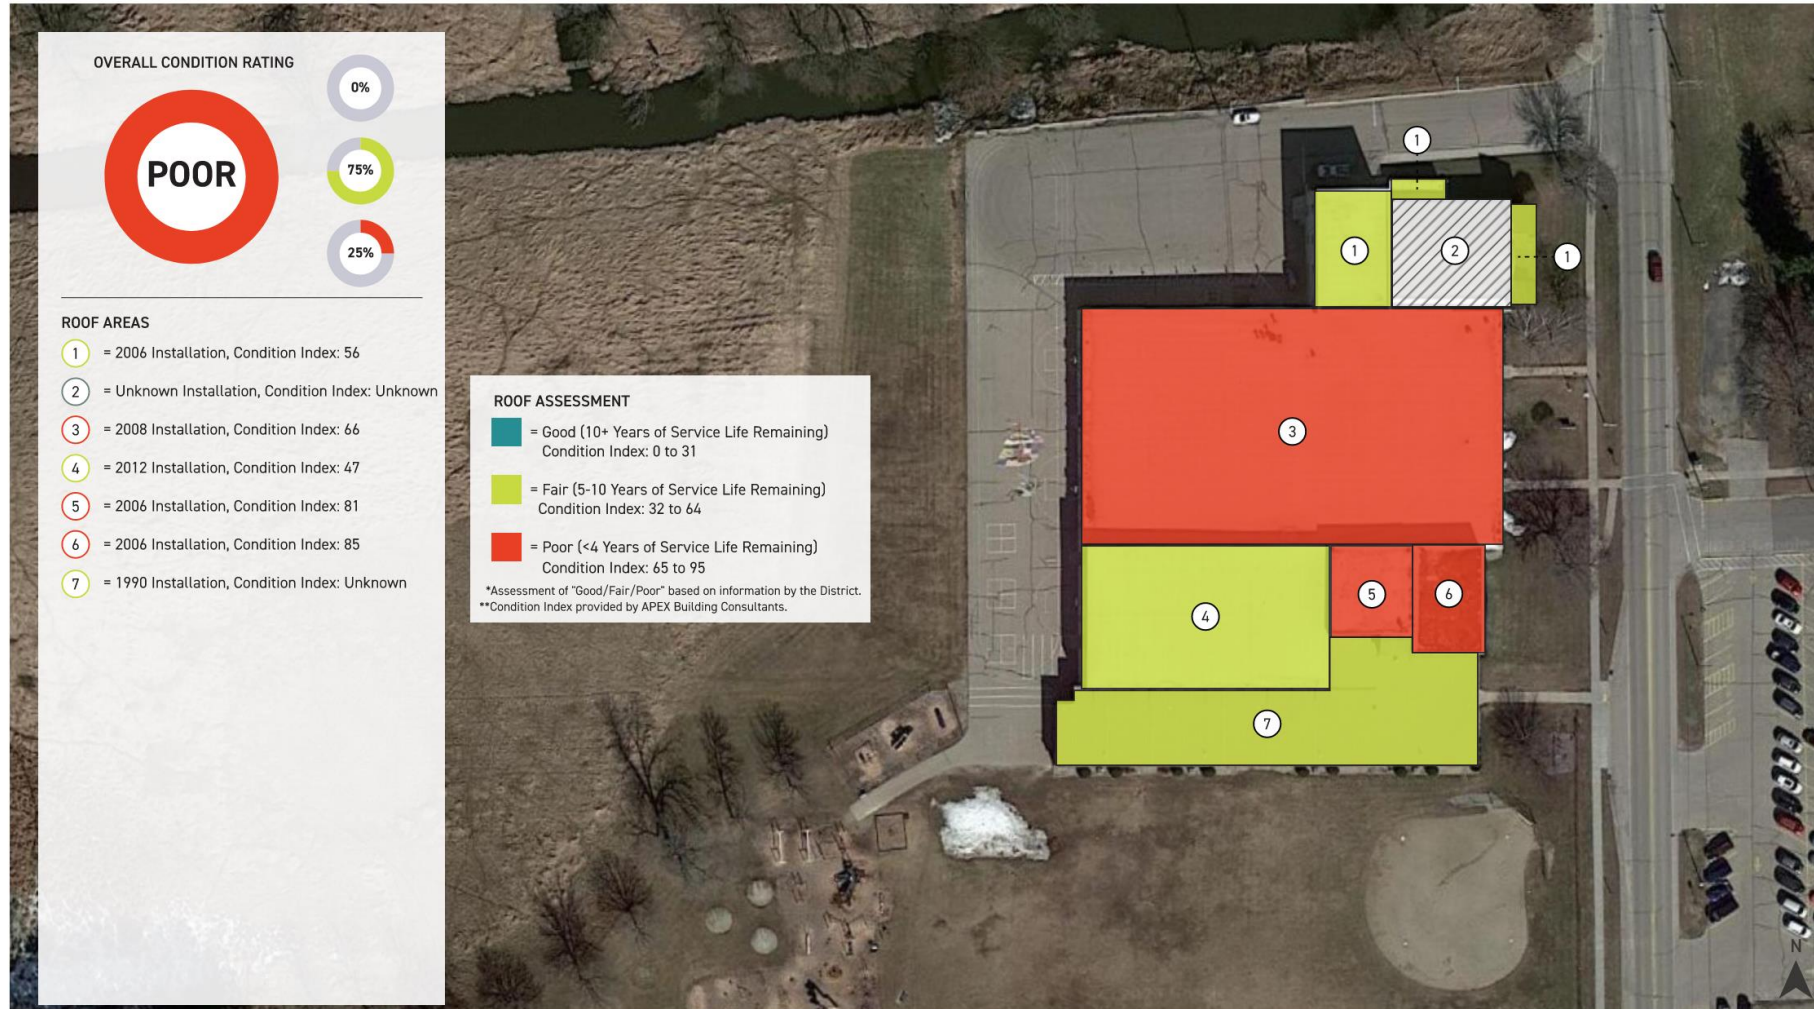 OVERALL CONDITION RATING
POOR
0%
75%
25%
ROOF AREAS
1 = 2006 Installation, Condition Index: 56
2 = Unknown Installation, Condition Index: Unknown
3 = 2008 Installation, Condition Index: 66
4 = 2012 Installation, Condition Index: 47
5 = 2006 Installation, Condition Index: 81
6 = 2006 Installation, Condition Index: 85
7 = 1990 Installation, Condition Index: Unknown
ROOF ASSESSMENT
= Good (10+ Years of Service Life Remaining)
Condition Index: 0 to 31
= Fair (5-10 Years of Service Life Remaining)
Condition Index: 32 to 64
= Poor (<4 Years of Service Life Remaining)
Condition Index: 65 to 95
*Assessment of "Good/Fair/Poor" based on information by the District.
**Condition Index provided by APEX Building Consultants.
1
1
2
1
3
4
5
6
7
N